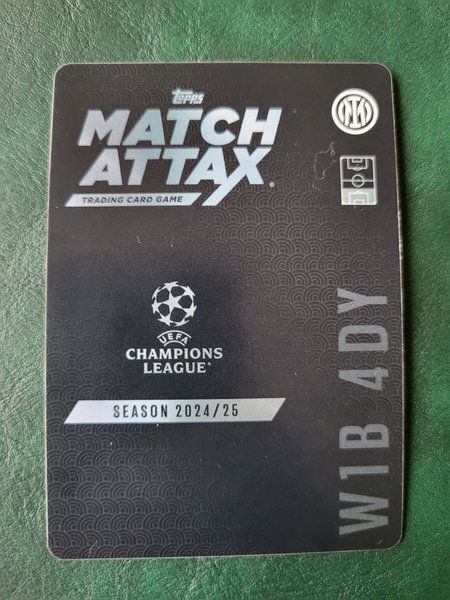 topps
MATCH
ATTAX
TRADING CARD GAME
UEFA
CHAMPIONS
LEAGUE®
SEASON 2024/25
W1B 4DY